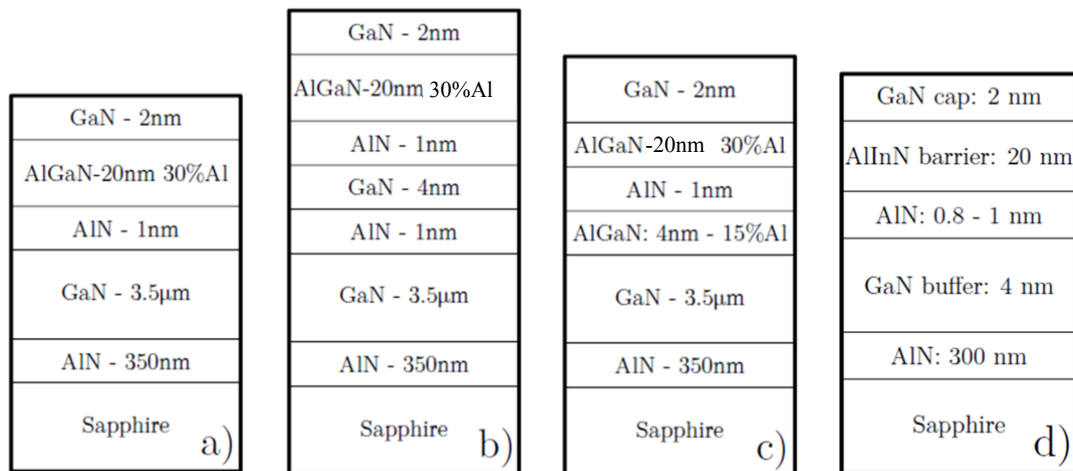 GaN - 2nm
AlGaN-20nm 30%Al
AlN - 1nm
GaN - 3.5μm
AlN - 350nm
Sapphire
a)
GaN - 2nm
AlGaN-20nm 30%Al
AlN - 1nm
GaN - 4nm
AlN - 1nm
GaN - 3.5μm
AlN - 350nm
Sapphire
b)
GaN - 2nm
AlGaN-20nm 30%Al
AlN - 1nm
AlGaN: 4nm - 15%Al
GaN - 3.5μm
AlN - 350nm
Sapphire
c)
GaN cap: 2 nm
AlInN barrier: 20 nm
AlN: 0.8 - 1 nm
GaN buffer: 4 nm
AlN: 300 nm
Sapphire
d)